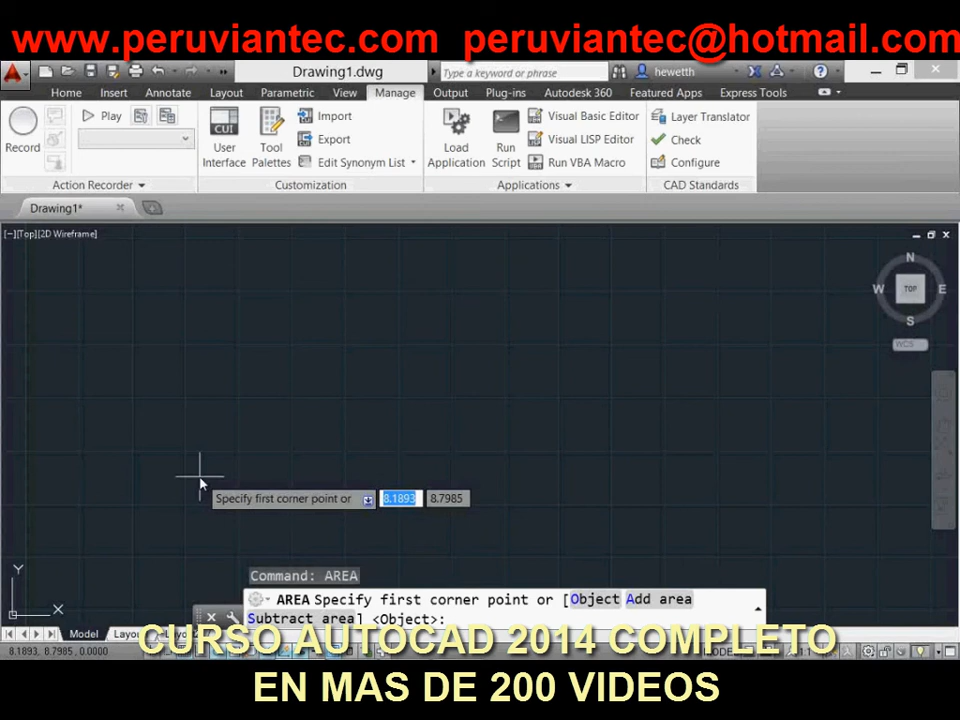 www.peruviantec.com peruviantec@hotmail.com
Drawing1.dwg Type a keyword or phrase hewetth
Home Insert Annotate Layout Parametric View Manage Output Plug-ins Autodesk 360 Featured Apps Express Tools
Record Play
User Interface Tool Palettes Import Export Edit Synonym List
Load Application Run Script Visual Basic Editor Visual LISP Editor Run VBA Macro
Layer Translator Check Configure
Action Recorder Customization Applications CAD Standards
Drawing1*
[−][Top][2D Wireframe]
N
W TOP E
S
WCS
Specify first corner point or 8.1893 8.7985
Y
X
Command: AREA
AREA Specify first corner point or [Object Add area
Subtract area] <Object>:
Model
8.1893, 8.7985, 0.0000
CURSO AUTOCAD 2014 COMPLETO
EN MAS DE 200 VIDEOS